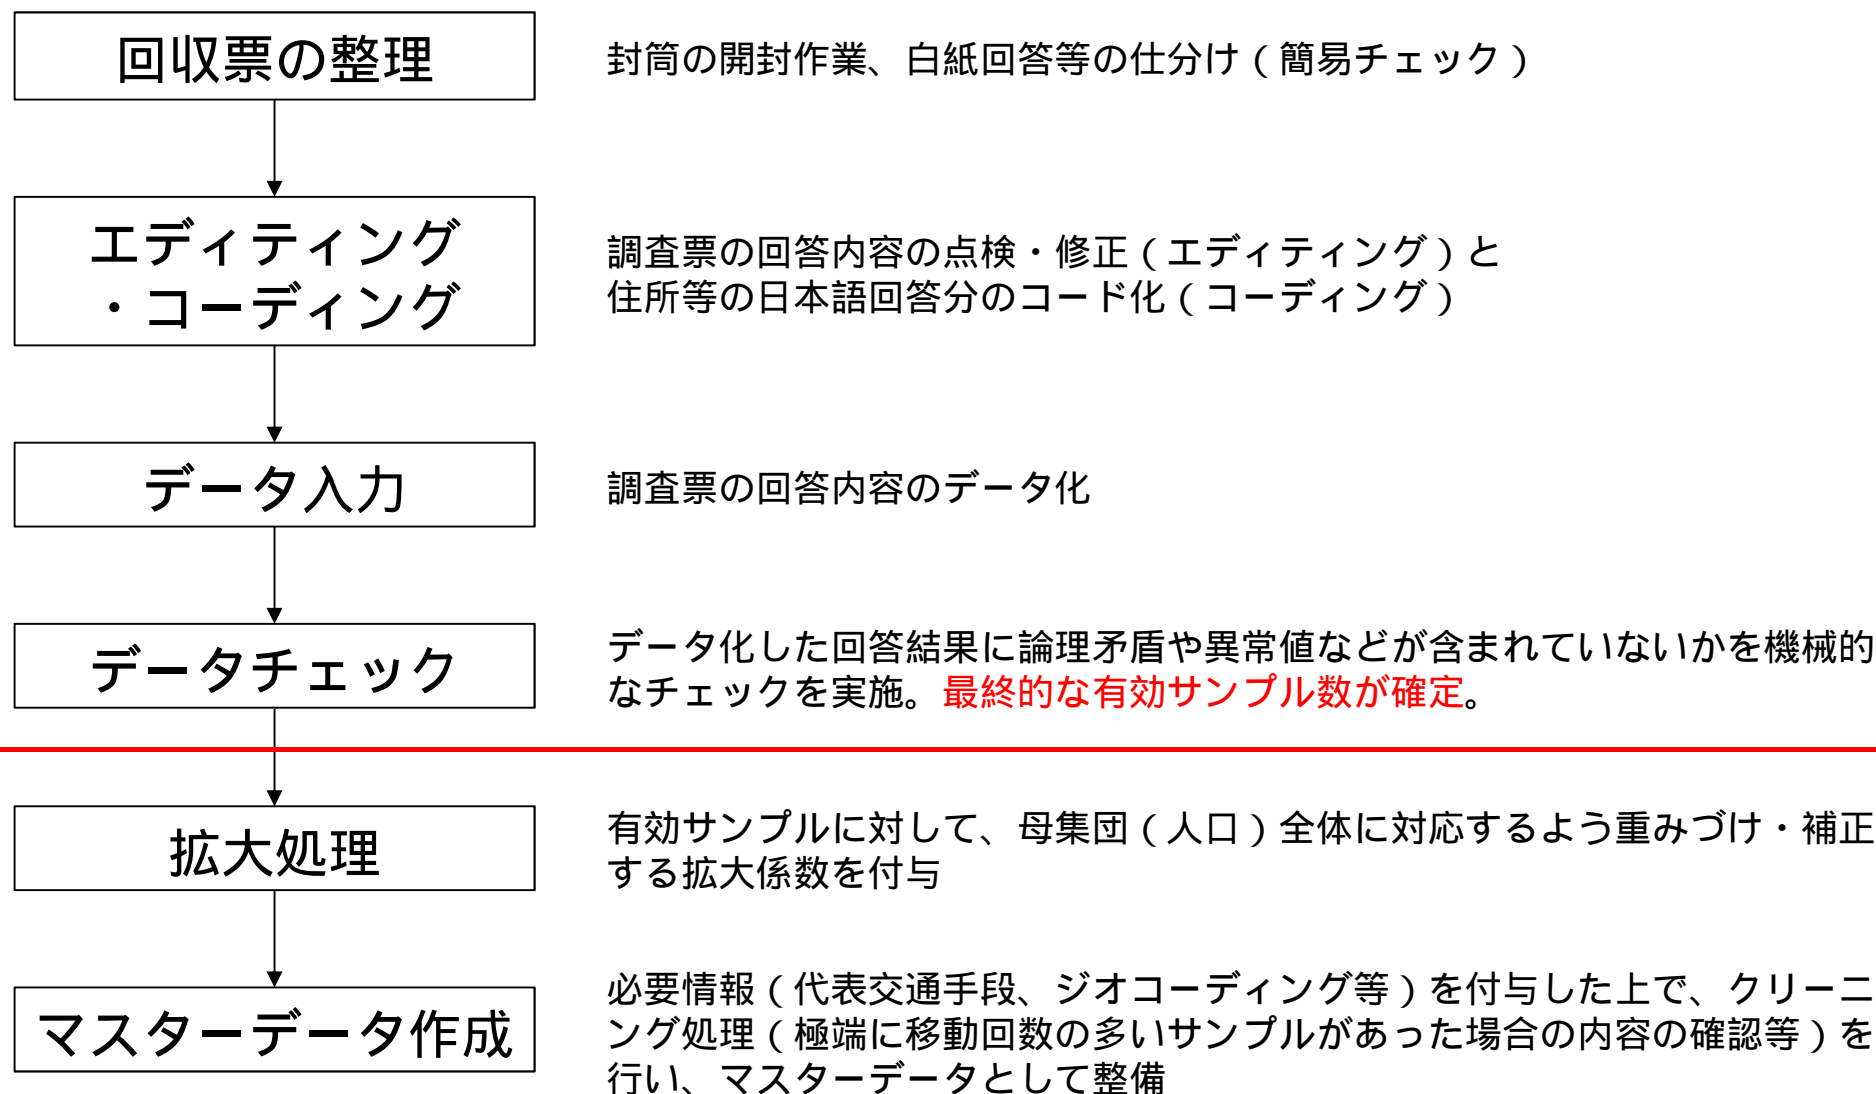 回収票の整理
封筒の開封作業、白紙回答等の仕分け（簡易チェック）
エディティング
・コーディング
調査票の回答内容の点検・修正（エディティング）と
住所等の日本語回答分のコード化（コーディング）
データ入力
調査票の回答内容のデータ化
データチェック
データ化した回答結果に論理矛盾や異常値などが含まれていないかを機械的
なチェックを実施。最終的な有効サンプル数が確定。
拡大処理
有効サンプルに対して、母集団（人口）全体に対応するよう重みづけ・補正
する拡大係数を付与
マスターデータ作成
必要情報（代表交通手段、ジオコーディング等）を付与した上で、クリーニ
ング処理（極端に移動回数の多いサンプルがあった場合の内容の確認等）を
行い、マスターデータとして整備